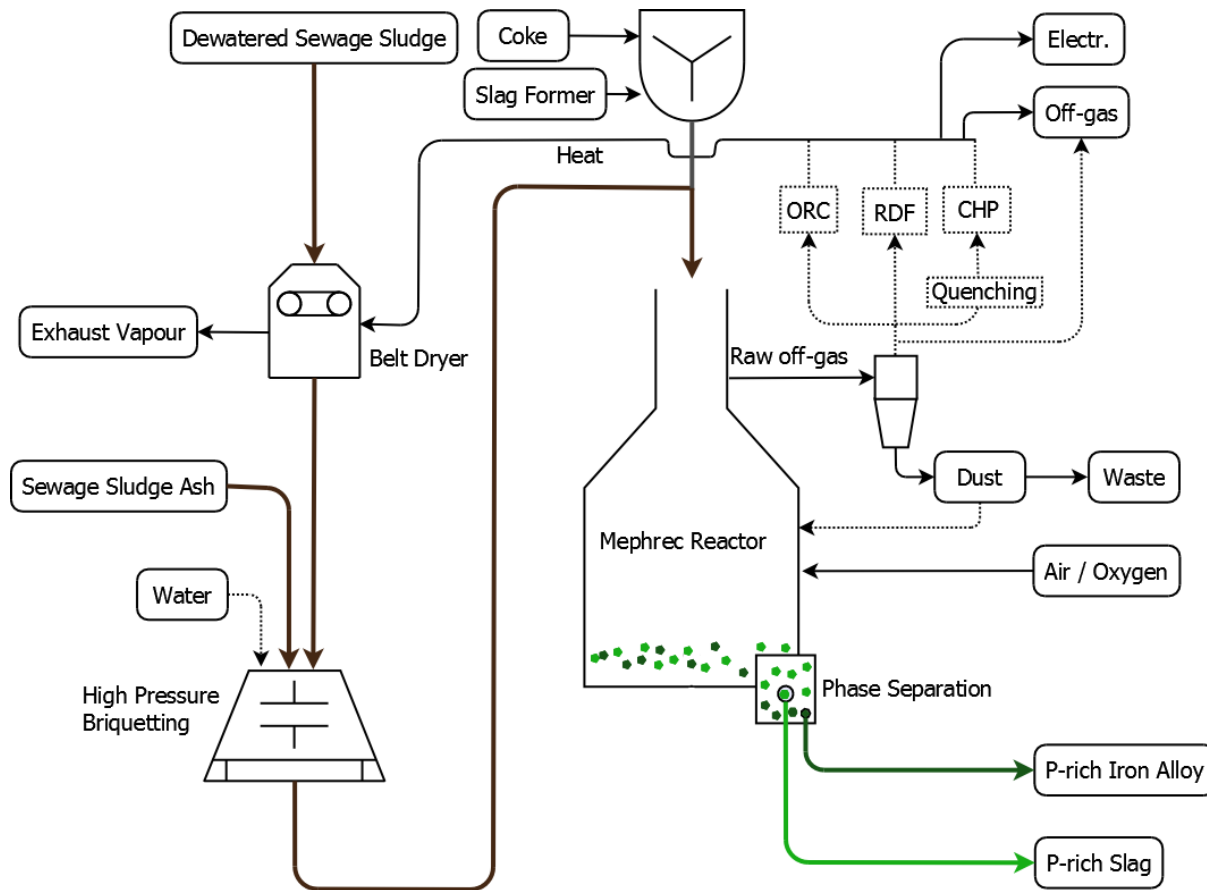 Dewatered Sewage Sludge
Coke
Slag Former
Electr.
Off-gas
Heat
ORC
RDF
CHP
Quenching
Exhaust Vapour
Belt Dryer
Raw off-gas
Sewage Sludge Ash
Dust
Waste
Mephrec Reactor
Air / Oxygen
Water
High Pressure
Briquetting
Phase Separation
P-rich Iron Alloy
P-rich Slag